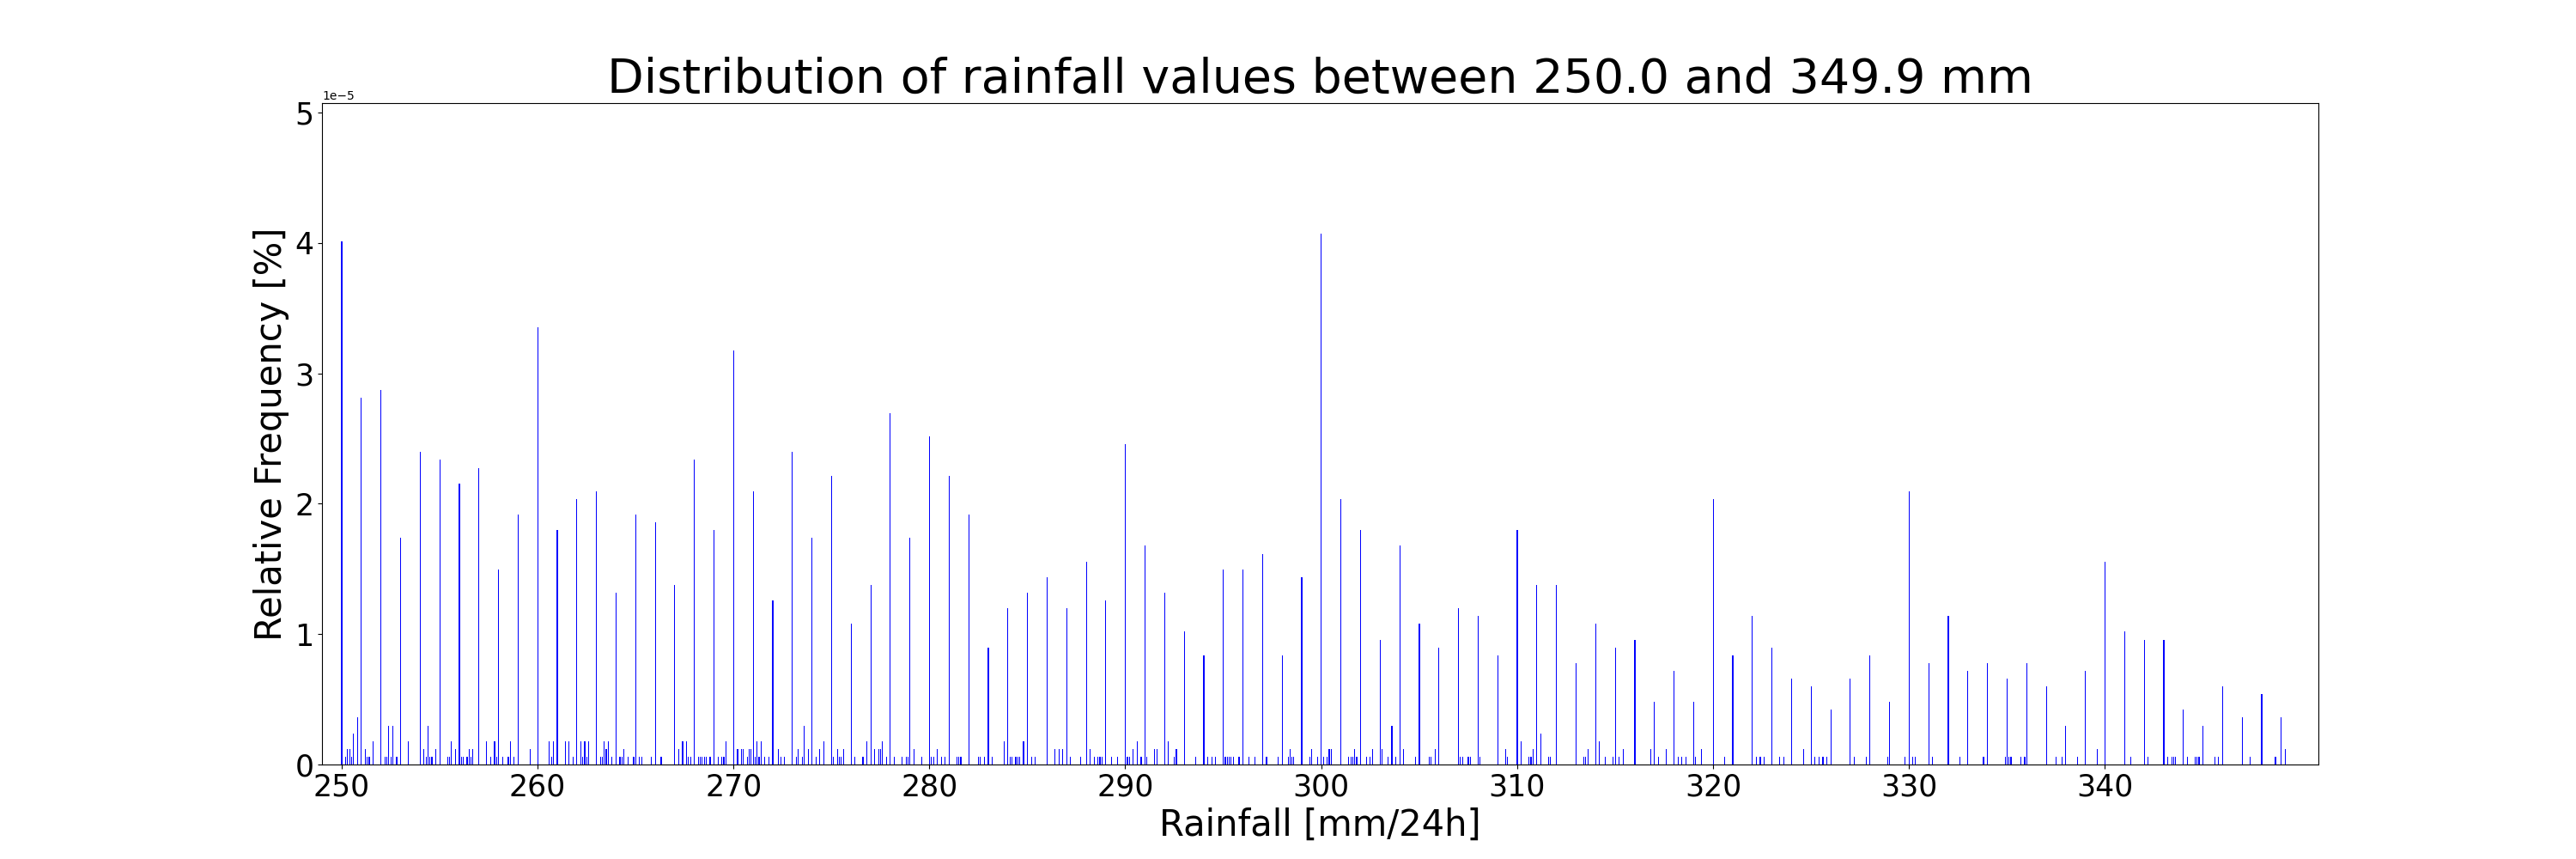 Distribution of rainfall values between 250.0 and 349.9 mm
1e−5
5
4
3
2
1
0
Relative Frequency [%]
250 260 270 280 290 300 310 320 330 340
Rainfall [mm/24h]